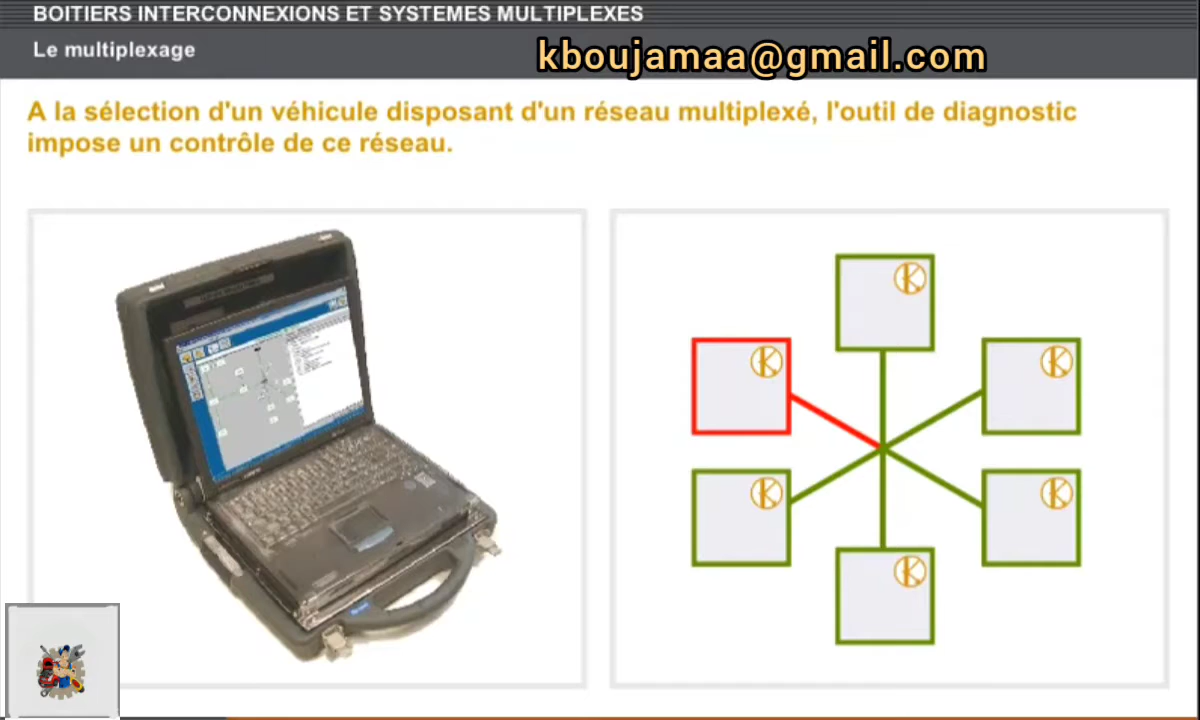 BOITIERS INTERCONNEXIONS ET SYSTEMES MULTIPLEXES
Le multiplexage
kboujamaa@gmail.com
A la sélection d'un véhicule disposant d'un réseau multiplexé, l'outil de diagnostic
impose un contrôle de ce réseau.
K
K
K
K
K
K